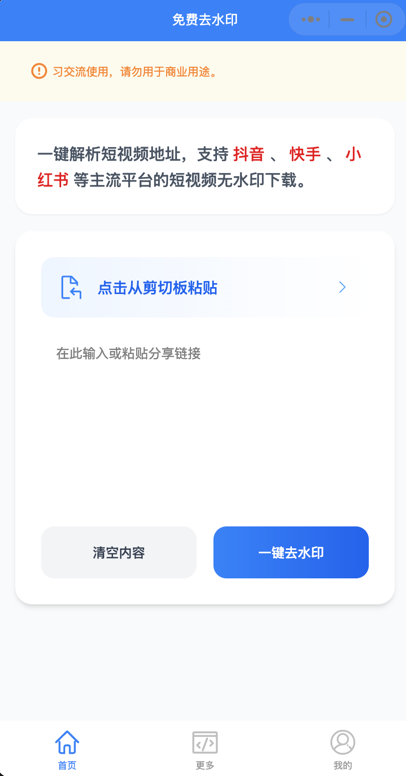 免费去水印
习交流使用，请勿用于商业用途。
一键解析短视频地址，支持 抖音 、 快手 、 小
红书 等主流平台的短视频无水印下载。
点击从剪切板粘贴
在此输入或粘贴分享链接
清空内容
一键去水印
首页
更多
我的